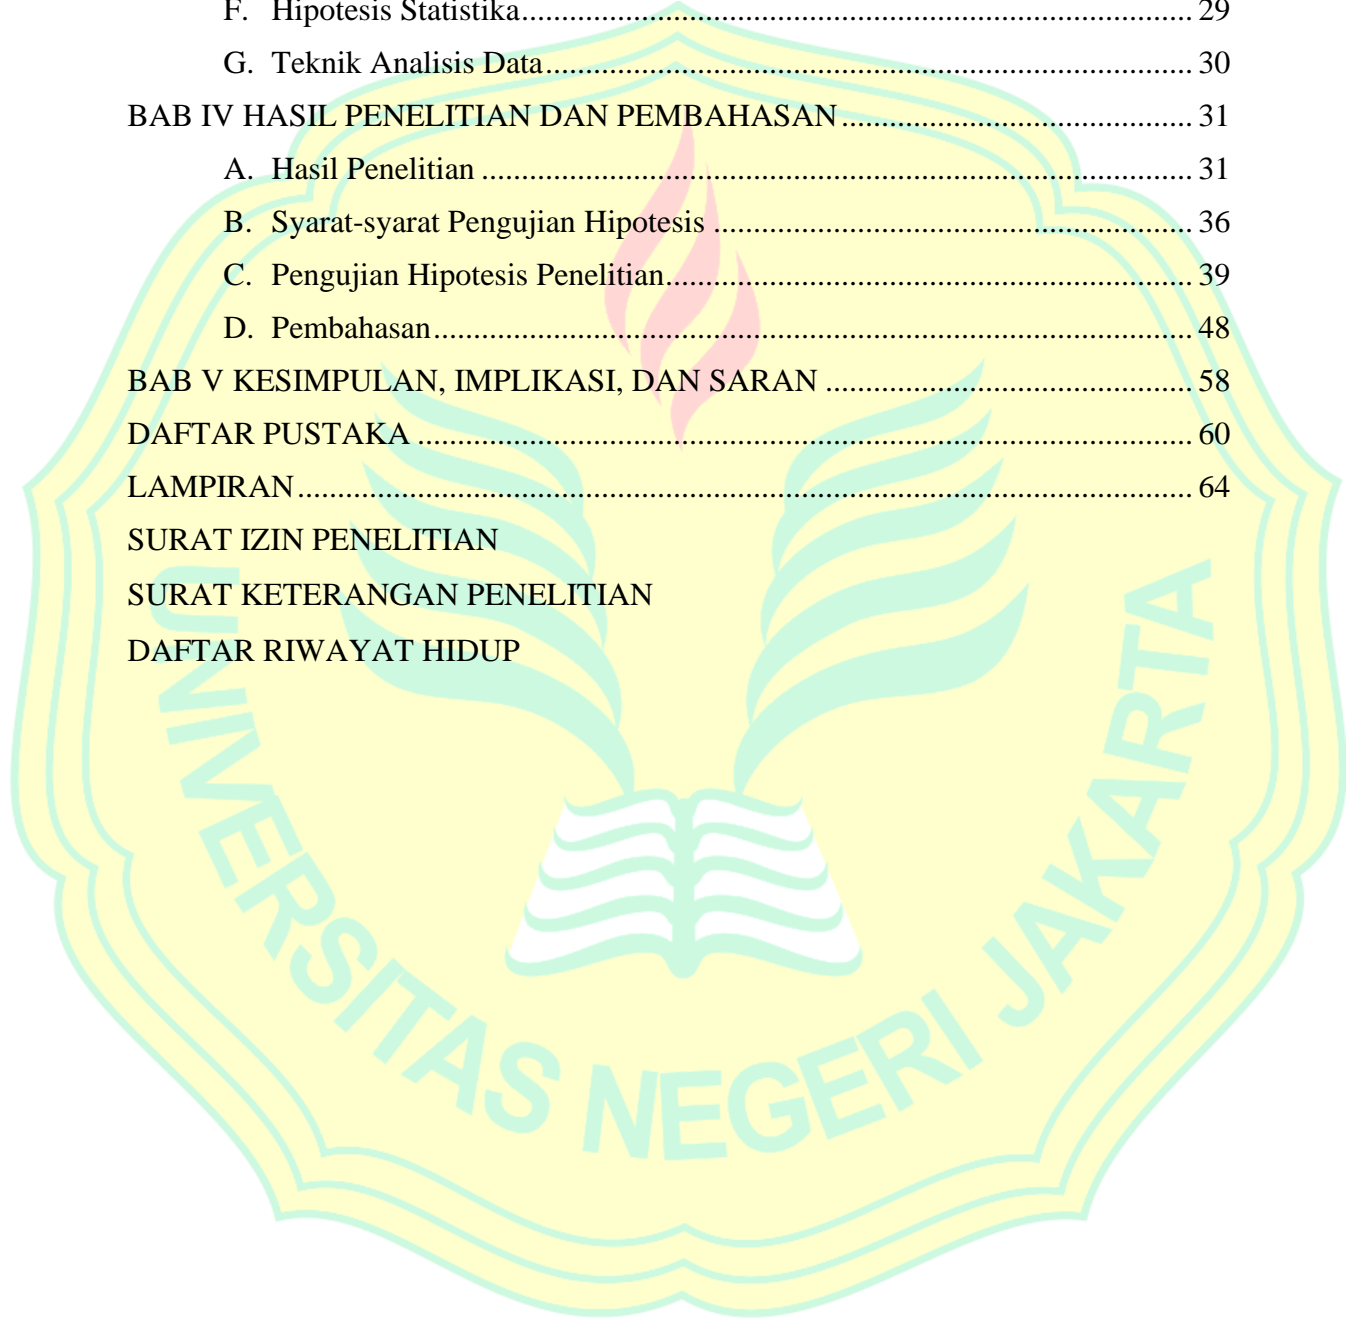 F. Hipotesis Statistika.......................................................................... 29
G. Teknik Analisis Data........................................................................ 30
BAB IV HASIL PENELITIAN DAN PEMBAHASAN....................................... 31
A. Hasil Penelitian ............................................................................... 31
B. Syarat-syarat Pengujian Hipotesis ..................................................... 36
C. Pengujian Hipotesis Penelitian........................................................... 39
D. Pembahasan.................................................................................... 48
BAB V KESIMPULAN, IMPLIKASI, DAN SARAN ......................................... 58
DAFTAR PUSTAKA ...................................................................................... 60
LAMPIRAN.................................................................................................... 64
SURAT IZIN PENELITIAN
SURAT KETERANGAN PENELITIAN
DAFTAR RIWAYAT HIDUP
UNIVERSITAS NEGERI JAKARTA